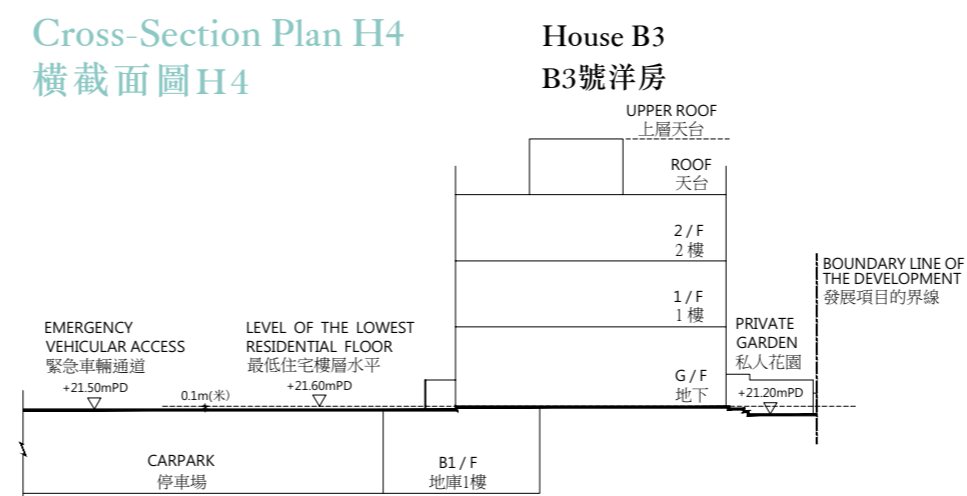 Cross-Section Plan H4
橫截面圖H4
House B3
B3號洋房
UPPER ROOF
上層天台
ROOF
天台
2 / F
2 樓
1 / F
1 樓
G / F
地下
BOUNDARY LINE OF
THE DEVELOPMENT
發展項目的界線
PRIVATE
GARDEN
私人花園
+21.20mPD
EMERGENCY
VEHICULAR ACCESS
緊急車輛通道
+21.50mPD
0.1m(米)
LEVEL OF THE LOWEST
RESIDENTIAL FLOOR
最低住宅樓層水平
+21.60mPD
CARPARK
停車場
B1 / F
地庫1樓